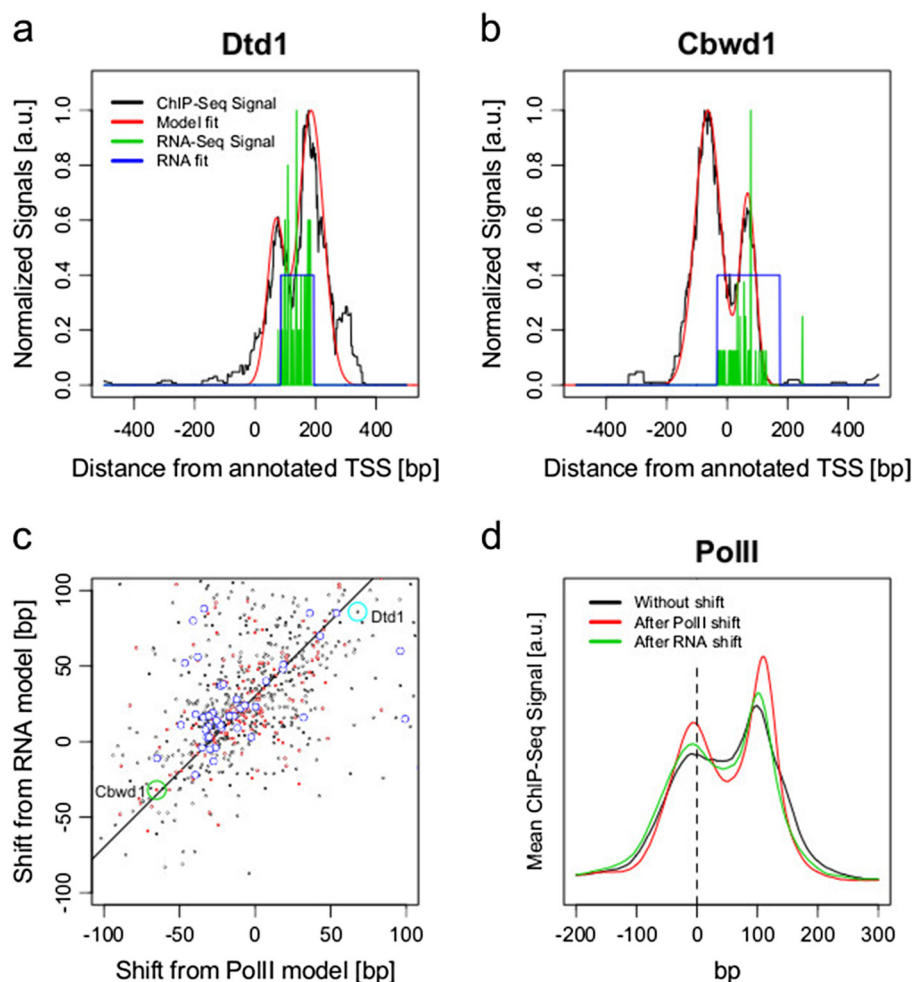 a
Dtd1
Normalized Signals [a.u.]
0.0 0.2 0.4 0.6 0.8 1.0
ChIP-Seq Signal
Model fit
RNA-Seq Signal
RNA fit
-400 -200 0 200 400
Distance from annotated TSS [bp]
b
Cbwd1
Normalized Signals [a.u.]
0.0 0.2 0.4 0.6 0.8 1.0
-400 -200 0 200 400
Distance from annotated TSS [bp]
c
Shift from RNA model [bp]
-100 -50 0 50 100
Dtd1
Cbwd1
-100 -50 0 50 100
Shift from PolII model [bp]
d
PolII
Mean ChIP-Seq Signal [a.u.]
Without shift
After PolII shift
After RNA shift
-200 -100 0 100 200 300
bp